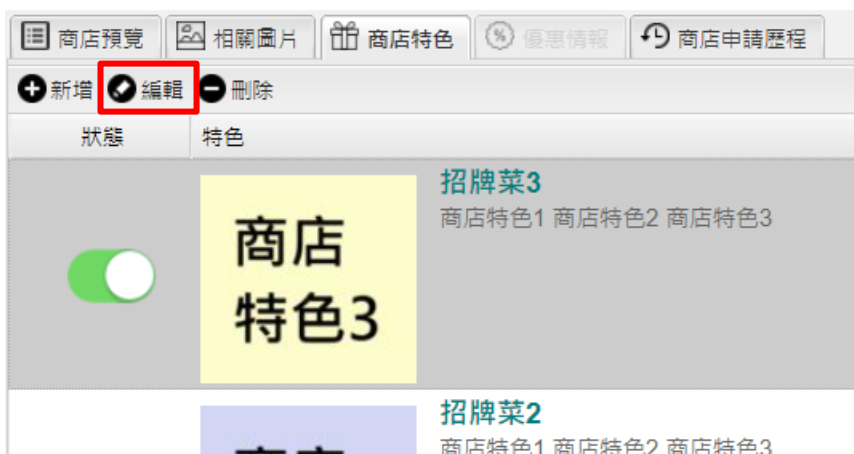 商店預覽 相關圖片 商店特色 優惠情報 商店申請歷程
新增 編輯 刪除
狀態 特色
招牌菜3
商店特色1 商店特色2 商店特色3
商店
特色3
招牌菜2
商店特色1 商店特色2 商店特色3